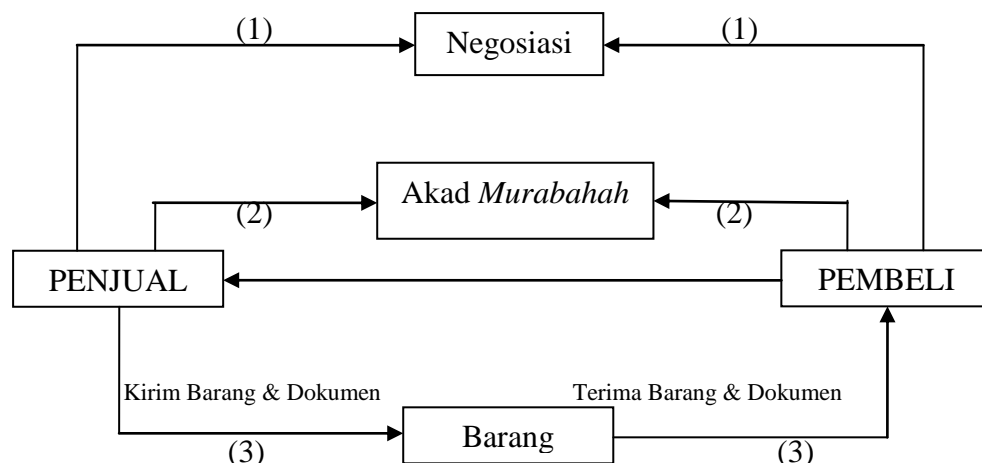 (1)
Negosiasi
(1)
Akad Murabahah
(2)
(2)
PENJUAL
PEMBELI
Kirim Barang & Dokumen
Terima Barang & Dokumen
(3)
Barang
(3)